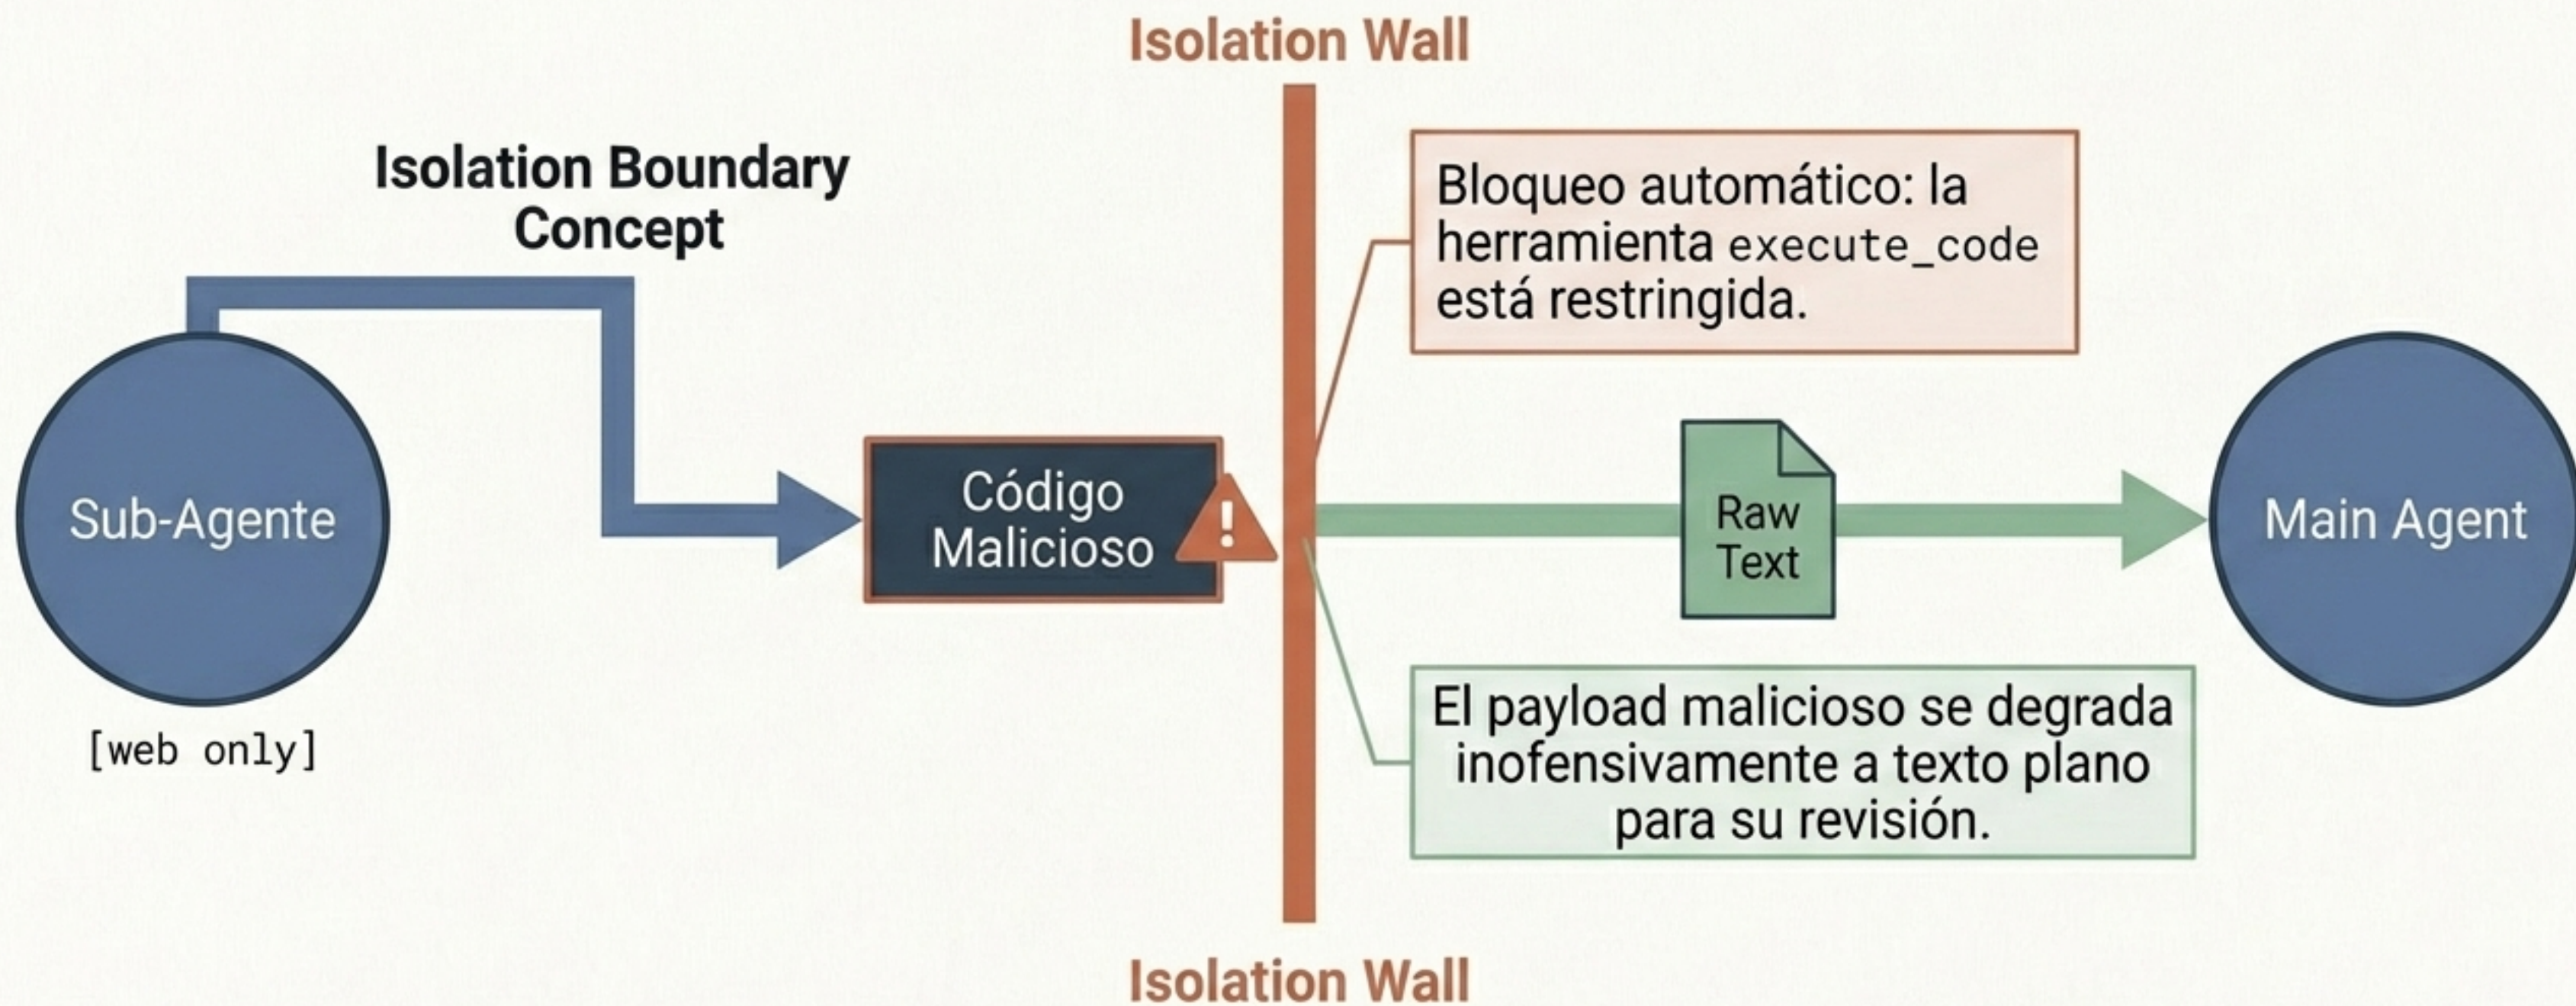 Isolation Wall
Isolation Boundary
Concept
Sub-Agente
[web only]
Código
Malicioso
!
Bloqueo automático: la
herramienta execute_code
está restringida.
Raw
Text
Main Agent
El payload malicioso se degrada
inofensivamente a texto plano
para su revisión.
Isolation Wall